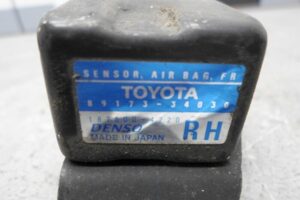 SENSOR, AIR BAG, FR
TOYOTA
89173-34030
DENSO
MADE IN JAPAN RH